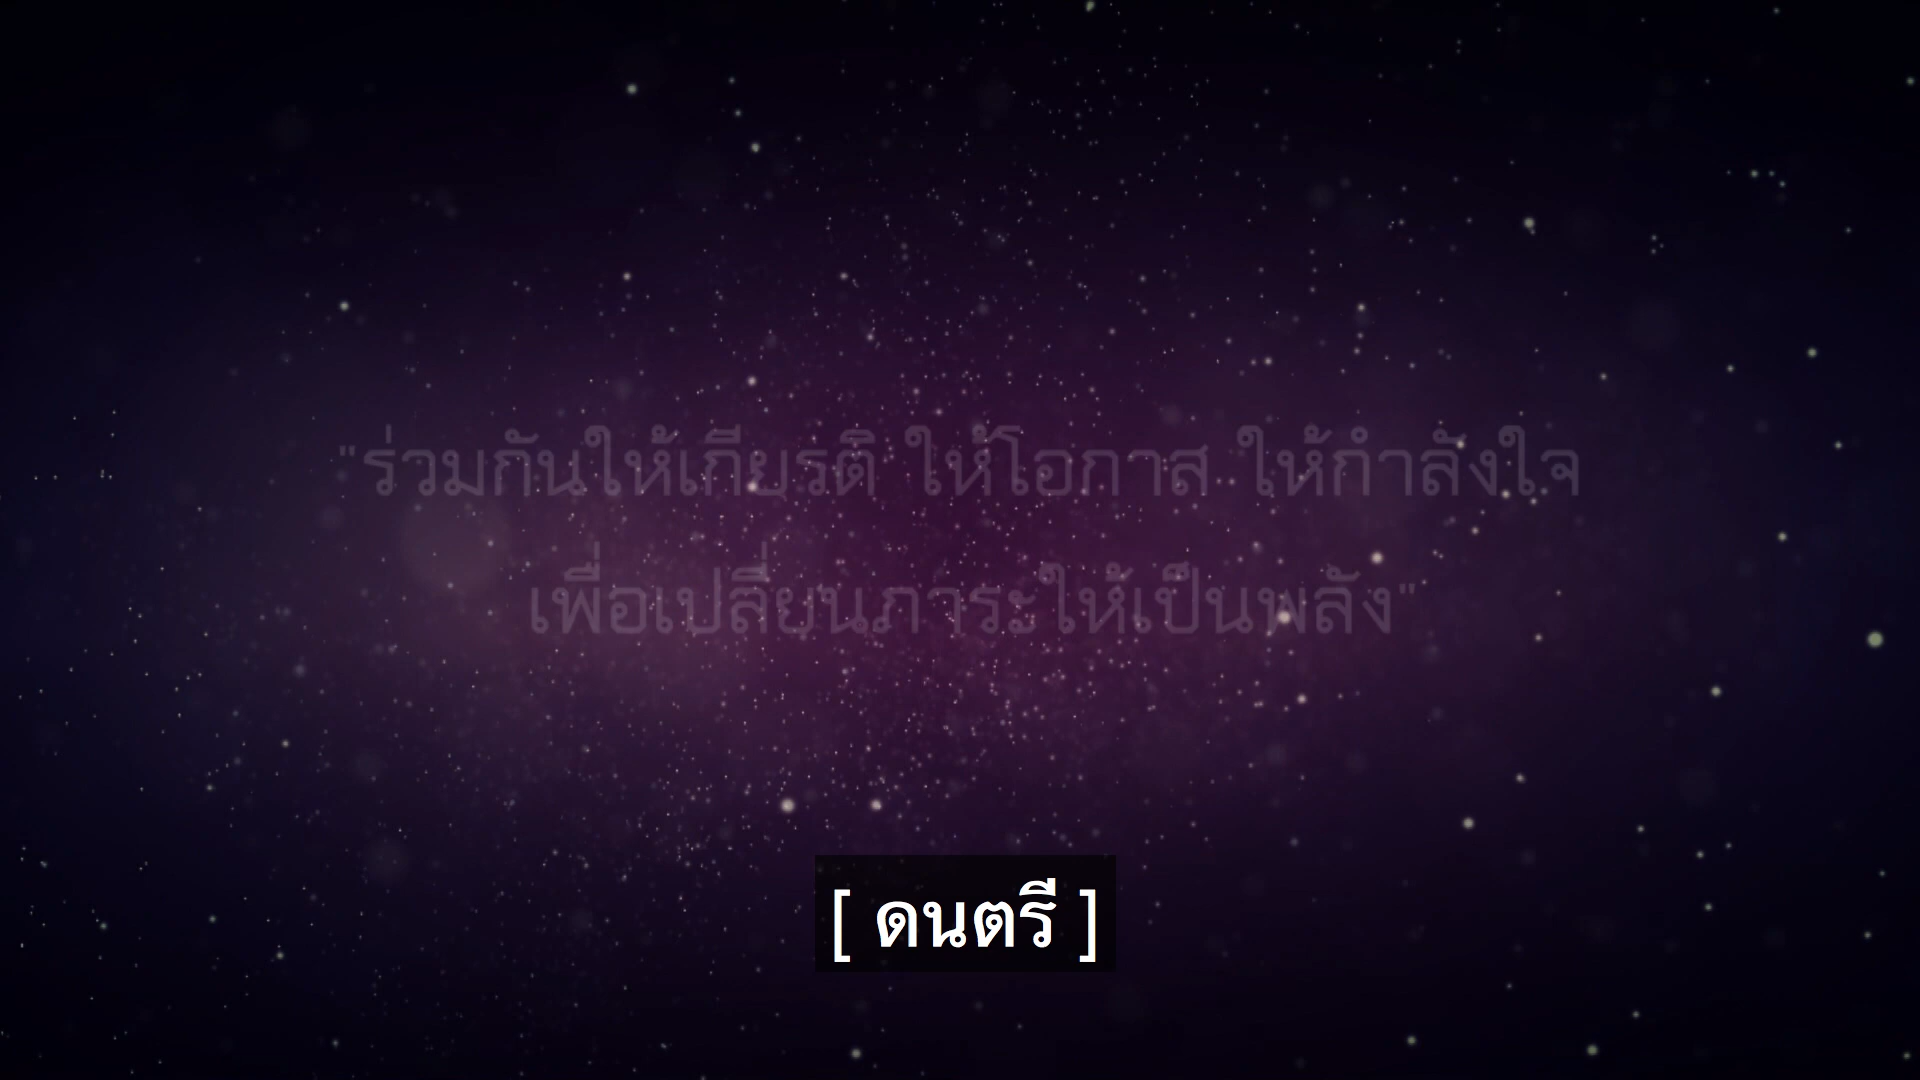 "ร่วมกันให้เกียรติ ให้โอกาส ให้กำลังใจ
เพื่อเปลี่ยนภาระให้เป็นพลัง"
[ ดนตรี ]